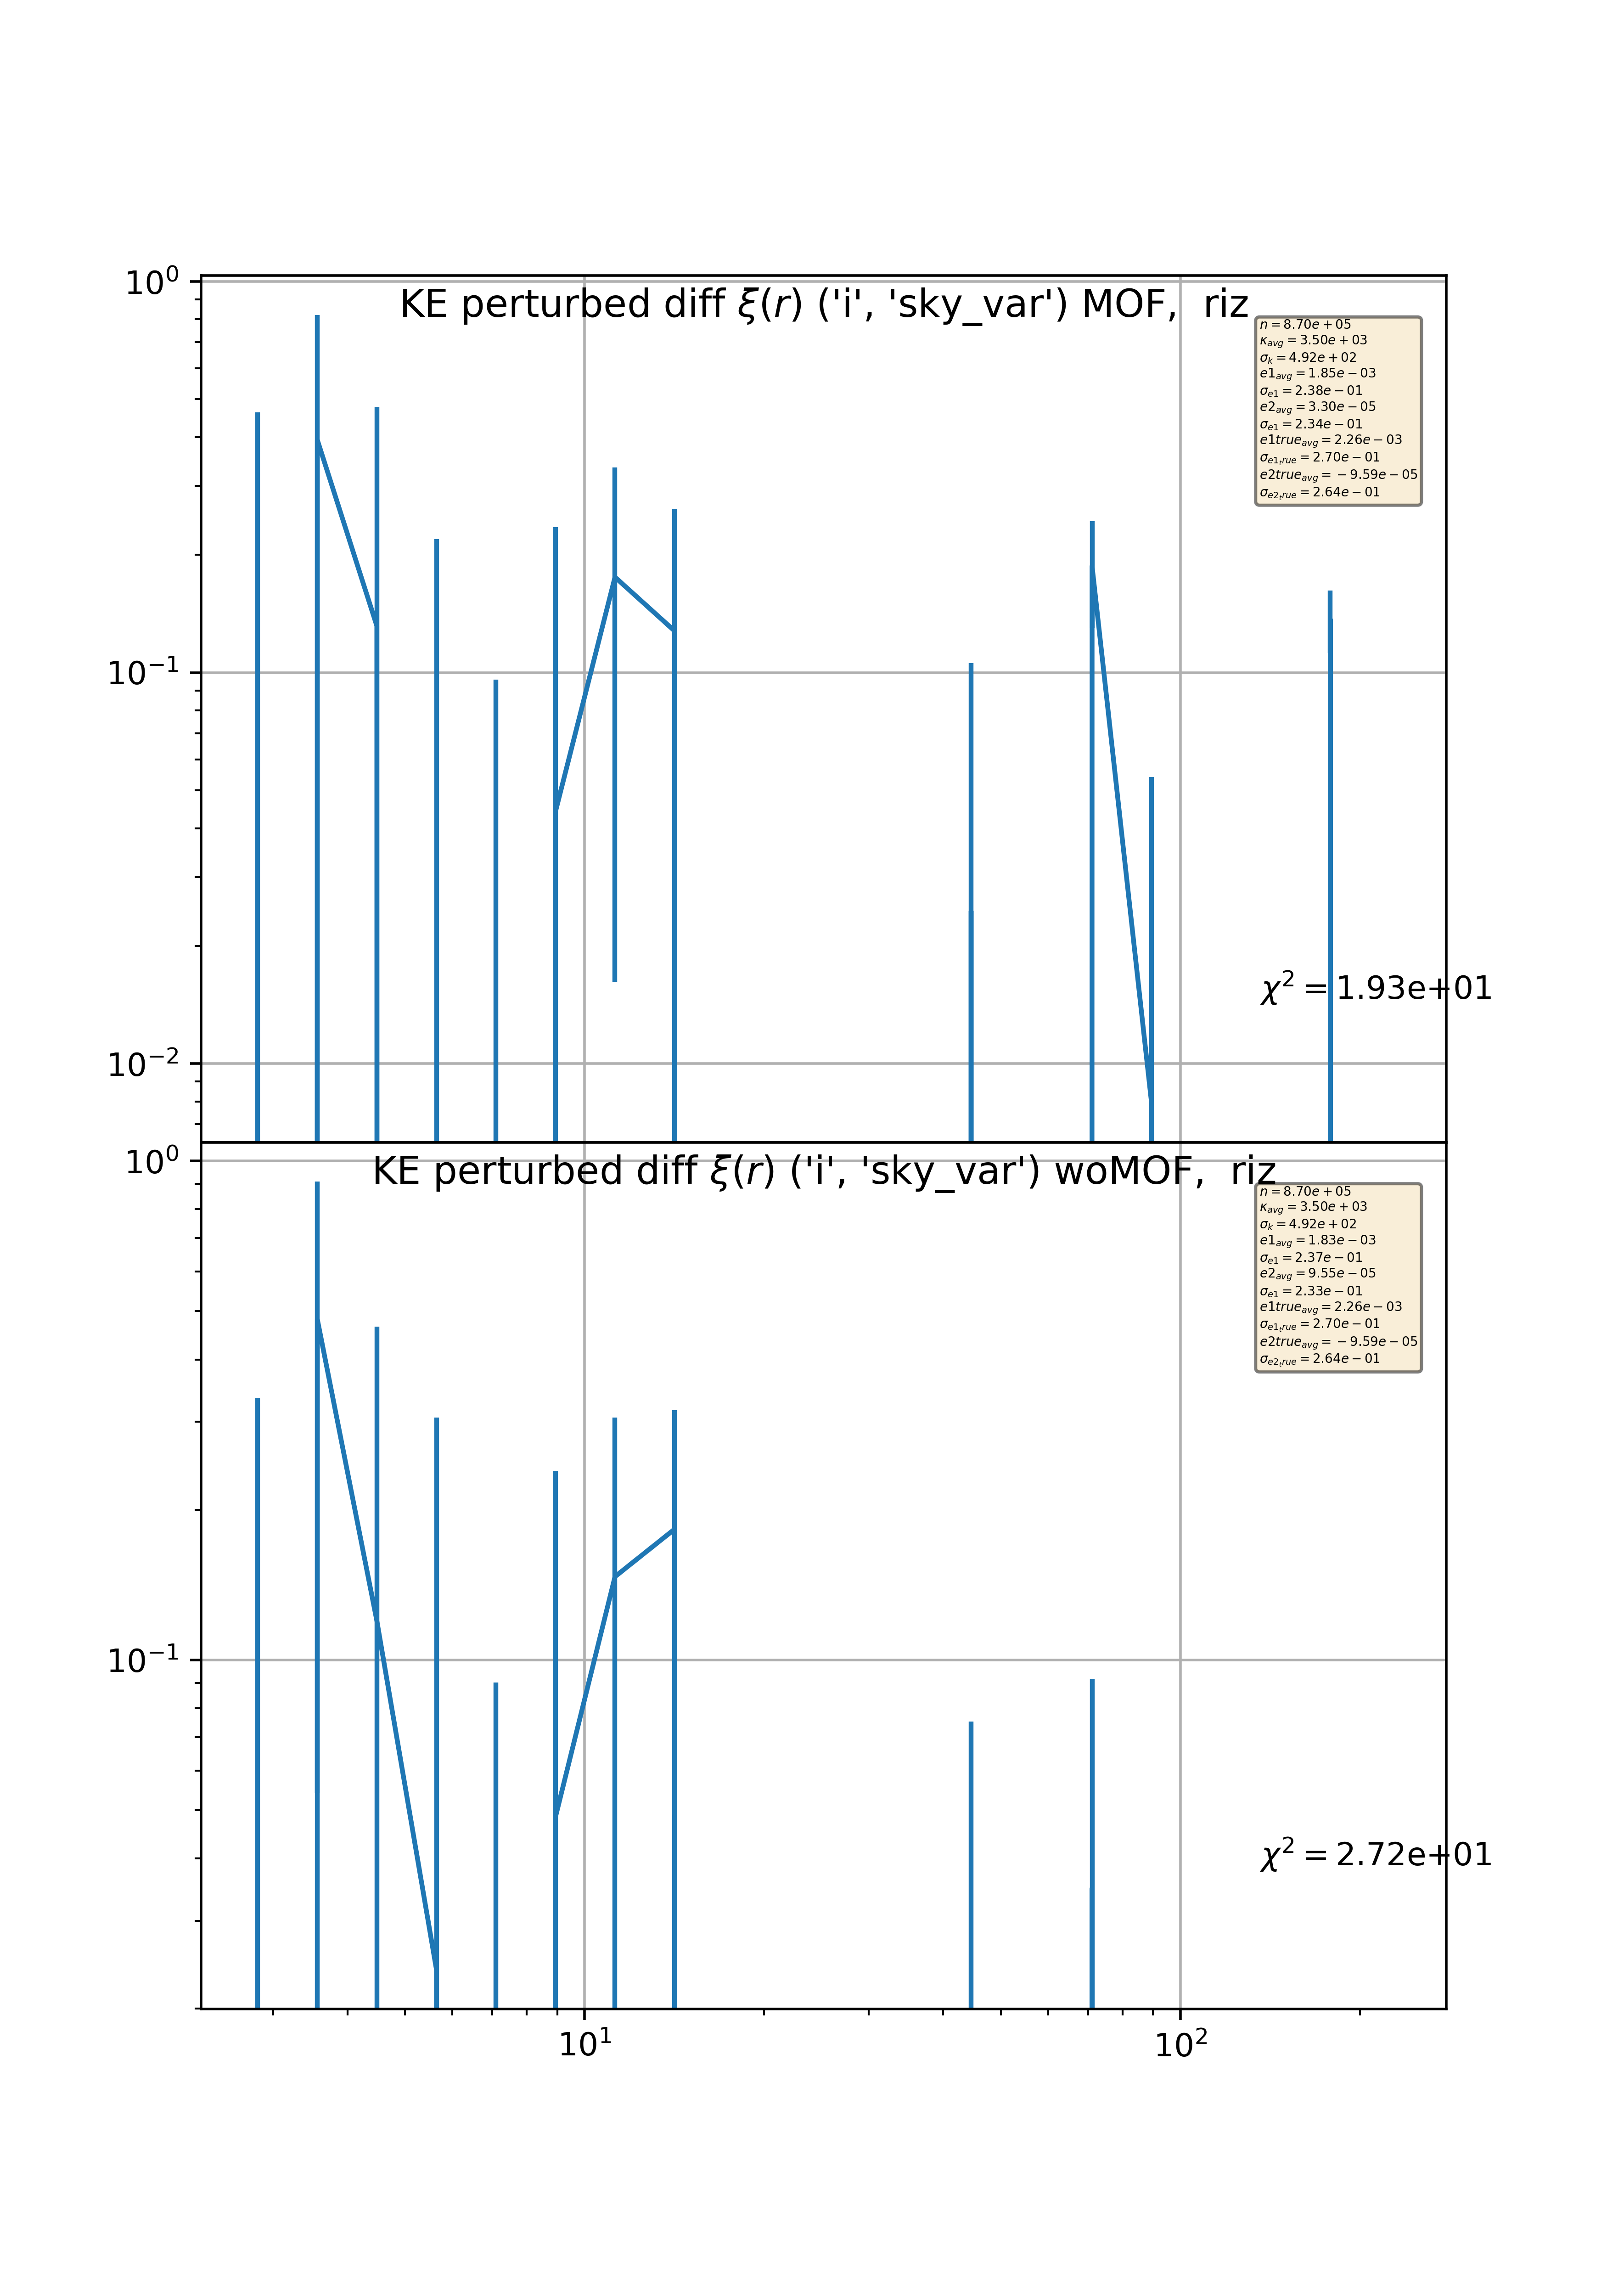 10⁰
KE perturbed diff ξ(r) ('i', 'sky_var') MOF, riz
n = 8.70e + 05
κ_avg = 3.50e + 03
σ_k = 4.92e + 02
e1_avg = 1.85e − 03
σ_e1 = 2.38e − 01
e2_avg = 3.30e − 05
σ_e1 = 2.34e − 01
e1true_avg = 2.26e − 03
σ_e1_true = 2.70e − 01
e2true_avg = − 9.59e − 05
σ_e2_true = 2.64e − 01
10⁻¹
χ² = 1.93e+01
10⁻²
10⁰
KE perturbed diff ξ(r) ('i', 'sky_var') woMOF, riz
n = 8.70e + 05
κ_avg = 3.50e + 03
σ_k = 4.92e + 02
e1_avg = 1.83e − 03
σ_e1 = 2.37e − 01
e2_avg = 9.55e − 05
σ_e1 = 2.33e − 01
e1true_avg = 2.26e − 03
σ_e1_true = 2.70e − 01
e2true_avg = − 9.59e − 05
σ_e2_true = 2.64e − 01
10⁻¹
χ² = 2.72e+01
10¹ 10²